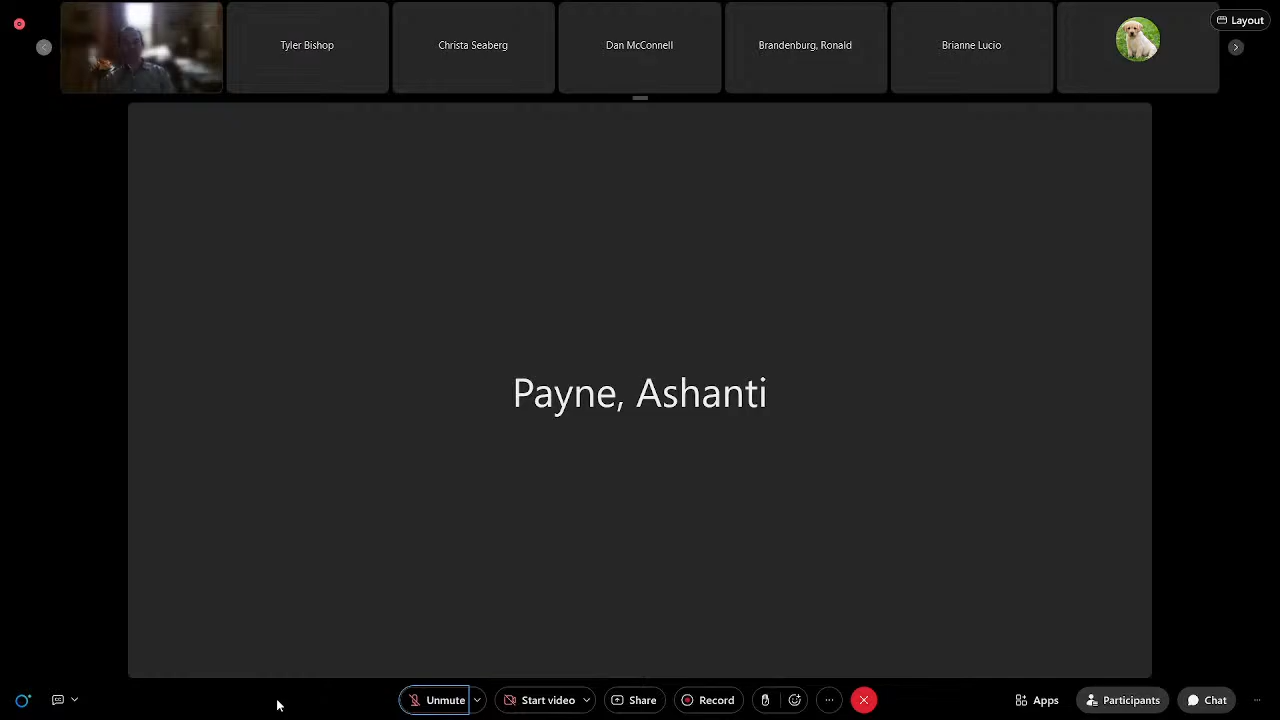 Layout
Tyler Bishop
Christa Seaberg
Dan McConnell
Brandenburg, Ronald
Brianne Lucio
Payne, Ashanti
Unmute
Start video
Share
Record
Apps
Participants
Chat